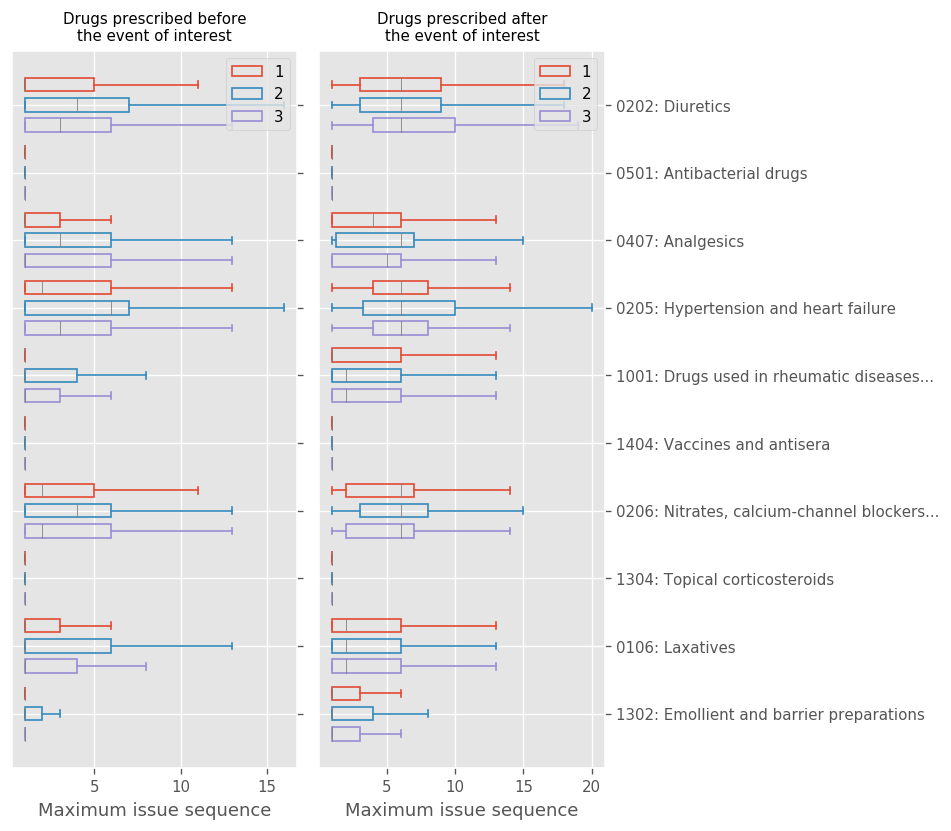 Drugs prescribed before
the event of interest
Drugs prescribed after
the event of interest
1
2
3
1
2
3
0202: Diuretics
0501: Antibacterial drugs
0407: Analgesics
0205: Hypertension and heart failure
1001: Drugs used in rheumatic diseases...
1404: Vaccines and antisera
0206: Nitrates, calcium-channel blockers...
1304: Topical corticosteroids
0106: Laxatives
1302: Emollient and barrier preparations
5 10 15
5 10 15 20
Maximum issue sequence
Maximum issue sequence